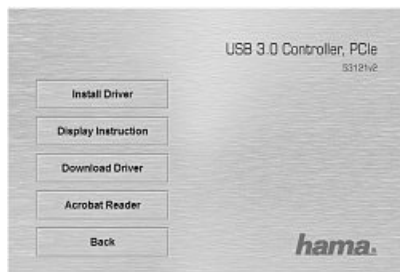 USB 3.0 Controller, PCIe
53121v2
Install Driver
Display Instruction
Download Driver
Acrobat Reader
Back
hama.